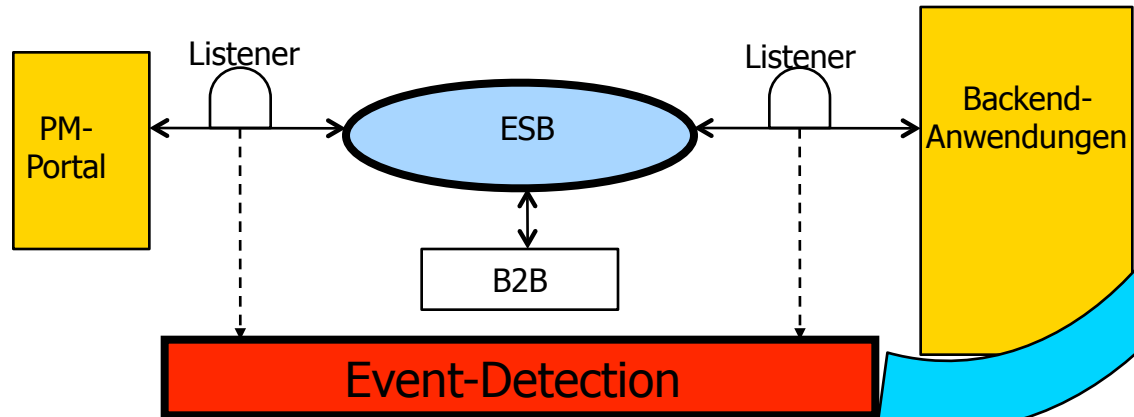 Listener
Listener
PM-
Portal
ESB
Backend-
Anwendungen
B2B
Event-Detection